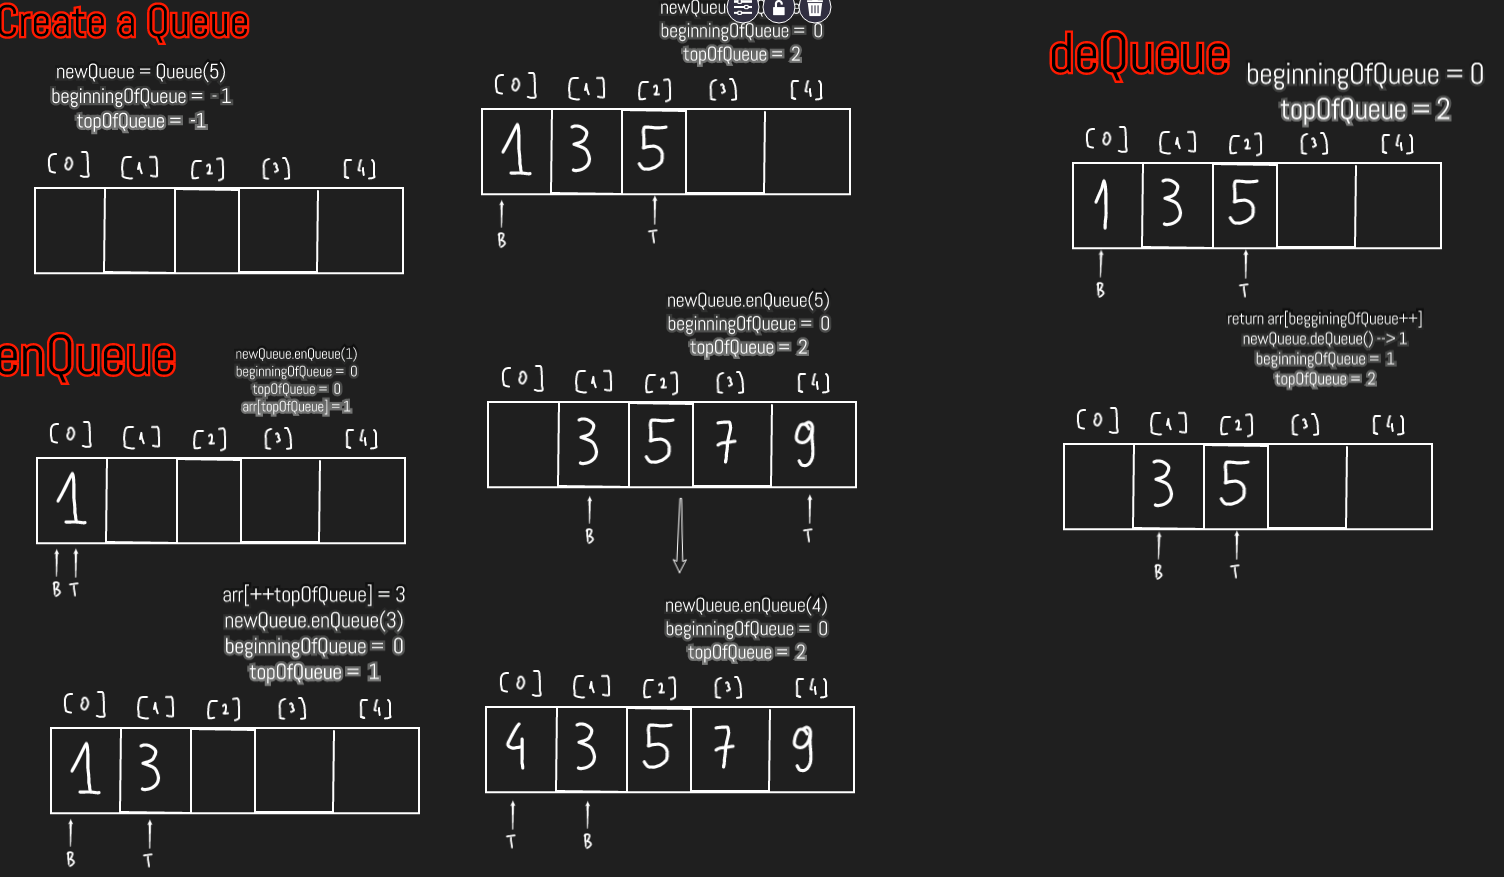 Create a Queue
newQueue = Queue(5)
beginningOfQueue = -1
topOfQueue = -1
[0] [1] [2] [3] [4]
enQueue
newQueue.enQueue(1)
beginningOfQueue = 0
topOfQueue = 0
arr[topOfQueue] = 1
[0] [1] [2] [3] [4]
1
B T
arr[++topOfQueue] = 3
newQueue.enQueue(3)
beginningOfQueue = 0
topOfQueue = 1
[0] [1] [2] [3] [4]
1 3
B T
beginningOfQueue = 0
topOfQueue = 2
[0] [1] [2] [3] [4]
1 3 5
B T
newQueue.enQueue(5)
beginningOfQueue = 0
topOfQueue = 2
[0] [1] [2] [3] [4]
3 5 7 9
B T
newQueue.enQueue(4)
beginningOfQueue = 0
topOfQueue = 2
[0] [1] [2] [3] [4]
4 3 5 7 9
T B
deQueue
beginningOfQueue = 0
topOfQueue = 2
[0] [1] [2] [3] [4]
1 3 5
B T
return arr[begginingOfQueue++]
newQueue.deQueue() --> 1
beginningOfQueue = 1
topOfQueue = 2
[0] [1] [2] [3] [4]
3 5
B T